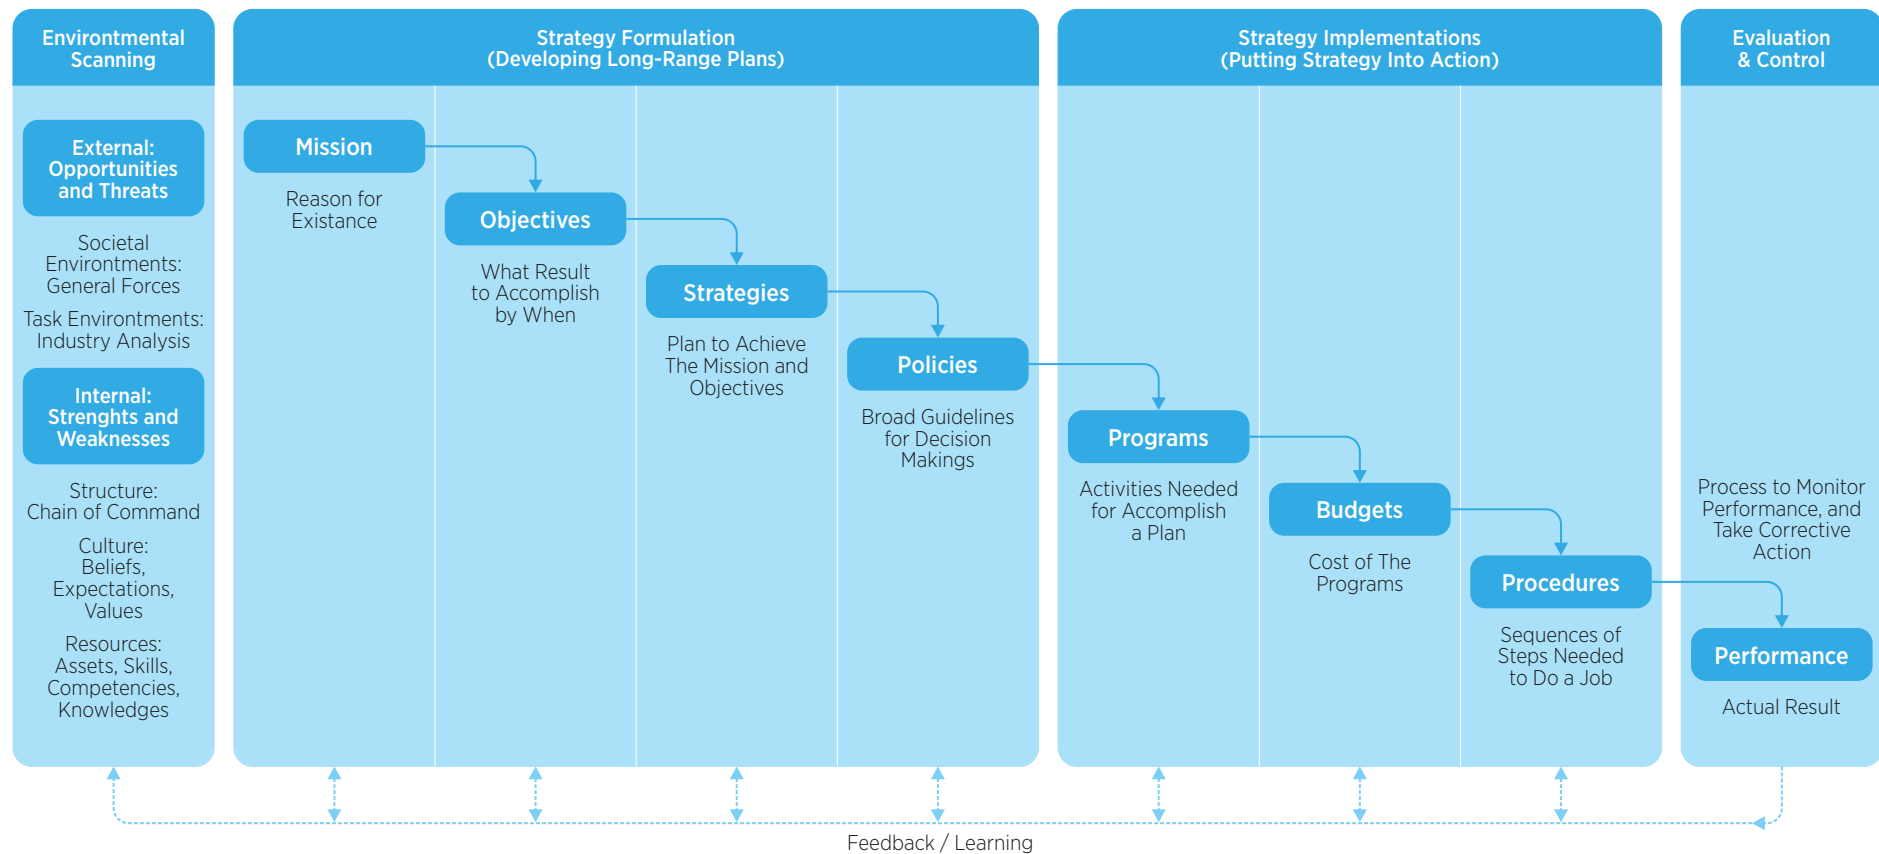 Environtmental
Scanning
External:
Opportunities
and Threats
Societal
Environtments:
General Forces
Task Environtments:
Industry Analysis
Internal:
Strenghts and
Weaknesses
Structure:
Chain of Command
Culture:
Beliefs,
Expectations,
Values
Resources:
Assets, Skills,
Competencies,
Knowledges
Strategy Formulation
(Developing Long-Range Plans)
Mission
Reason for
Existance
Objectives
What Result
to Accomplish
by When
Strategies
Plan to Achieve
The Mission and
Objectives
Policies
Broad Guidelines
for Decision
Makings
Strategy Implementations
(Putting Strategy Into Action)
Programs
Activities Needed
for Accomplish
a Plan
Budgets
Cost of The
Programs
Procedures
Sequences of
Steps Needed
to Do a Job
Evaluation
& Control
Process to Monitor
Performance, and
Take Corrective
Action
Performance
Actual Result
Feedback / Learning